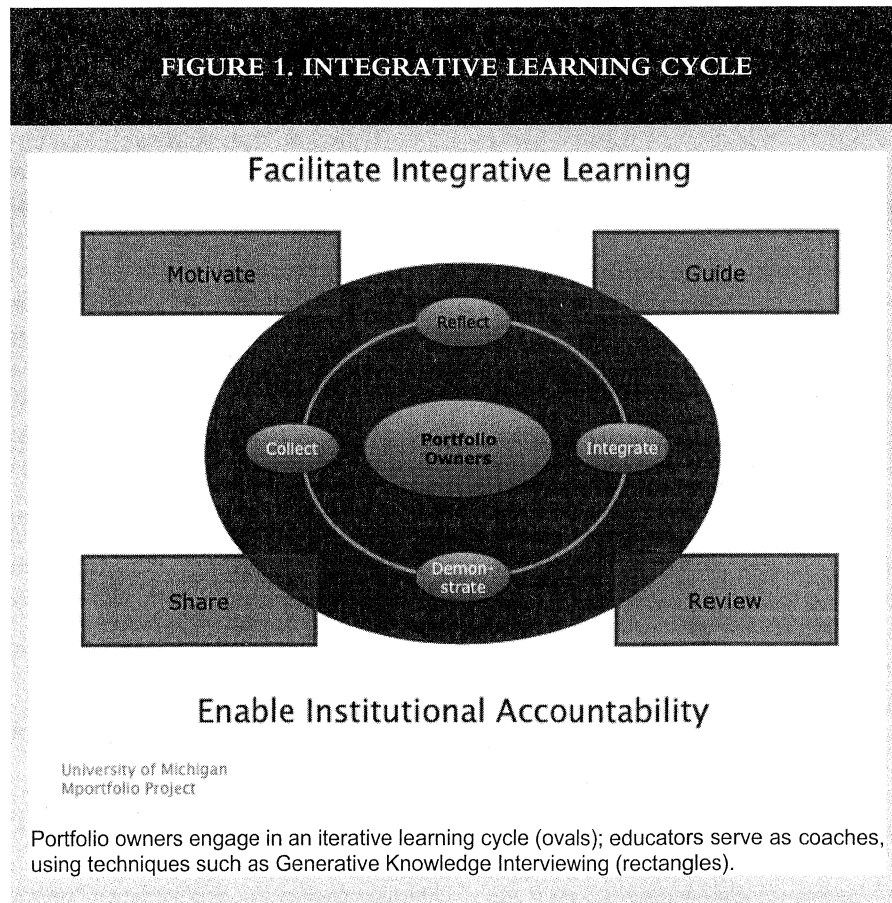 FIGURE 1. INTEGRATIVE LEARNING CYCLE
Facilitate Integrative Learning
Motivate
Guide
Reflect
Collect
Portfolio
Owners
Integrate
Demon-
strate
Share
Review
Enable Institutional Accountability
University of Michigan
Mportfolio Project
Portfolio owners engage in an iterative learning cycle (ovals); educators serve as coaches,
using techniques such as Generative Knowledge Interviewing (rectangles).